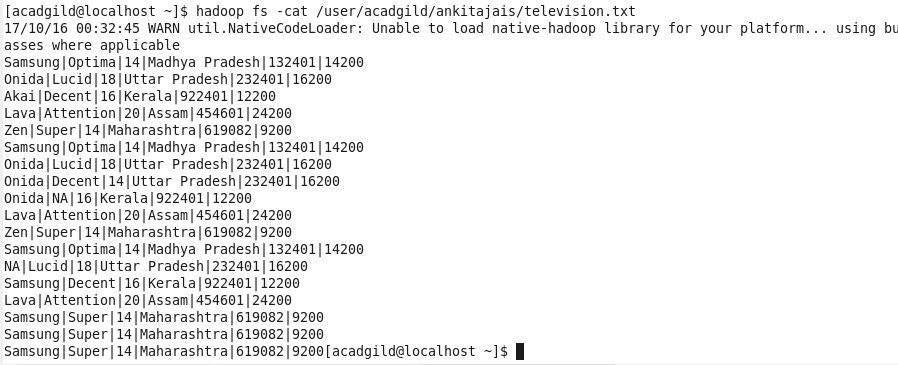 [acadgild@localhost ~]$ hadoop fs -cat /user/acadgild/ankitajais/television.txt
17/10/16 00:32:45 WARN util.NativeCodeLoader: Unable to load native-hadoop library for your platform... using bu
asses where applicable
Samsung|Optima|14|Madhya Pradesh|132401|14200
Onida|Lucid|18|Uttar Pradesh|232401|16200
Akai|Decent|16|Kerala|922401|12200
Lava|Attention|20|Assam|454601|24200
Zen|Super|14|Maharashtra|619082|9200
Samsung|Optima|14|Madhya Pradesh|132401|14200
Onida|Lucid|18|Uttar Pradesh|232401|16200
Onida|Decent|14|Uttar Pradesh|232401|16200
Onida|NA|16|Kerala|922401|12200
Lava|Attention|20|Assam|454601|24200
Zen|Super|14|Maharashtra|619082|9200
Samsung|Optima|14|Madhya Pradesh|132401|14200
NA|Lucid|18|Uttar Pradesh|232401|16200
Samsung|Decent|16|Kerala|922401|12200
Lava|Attention|20|Assam|454601|24200
Samsung|Super|14|Maharashtra|619082|9200
Samsung|Super|14|Maharashtra|619082|9200
Samsung|Super|14|Maharashtra|619082|9200[acadgild@localhost ~]$